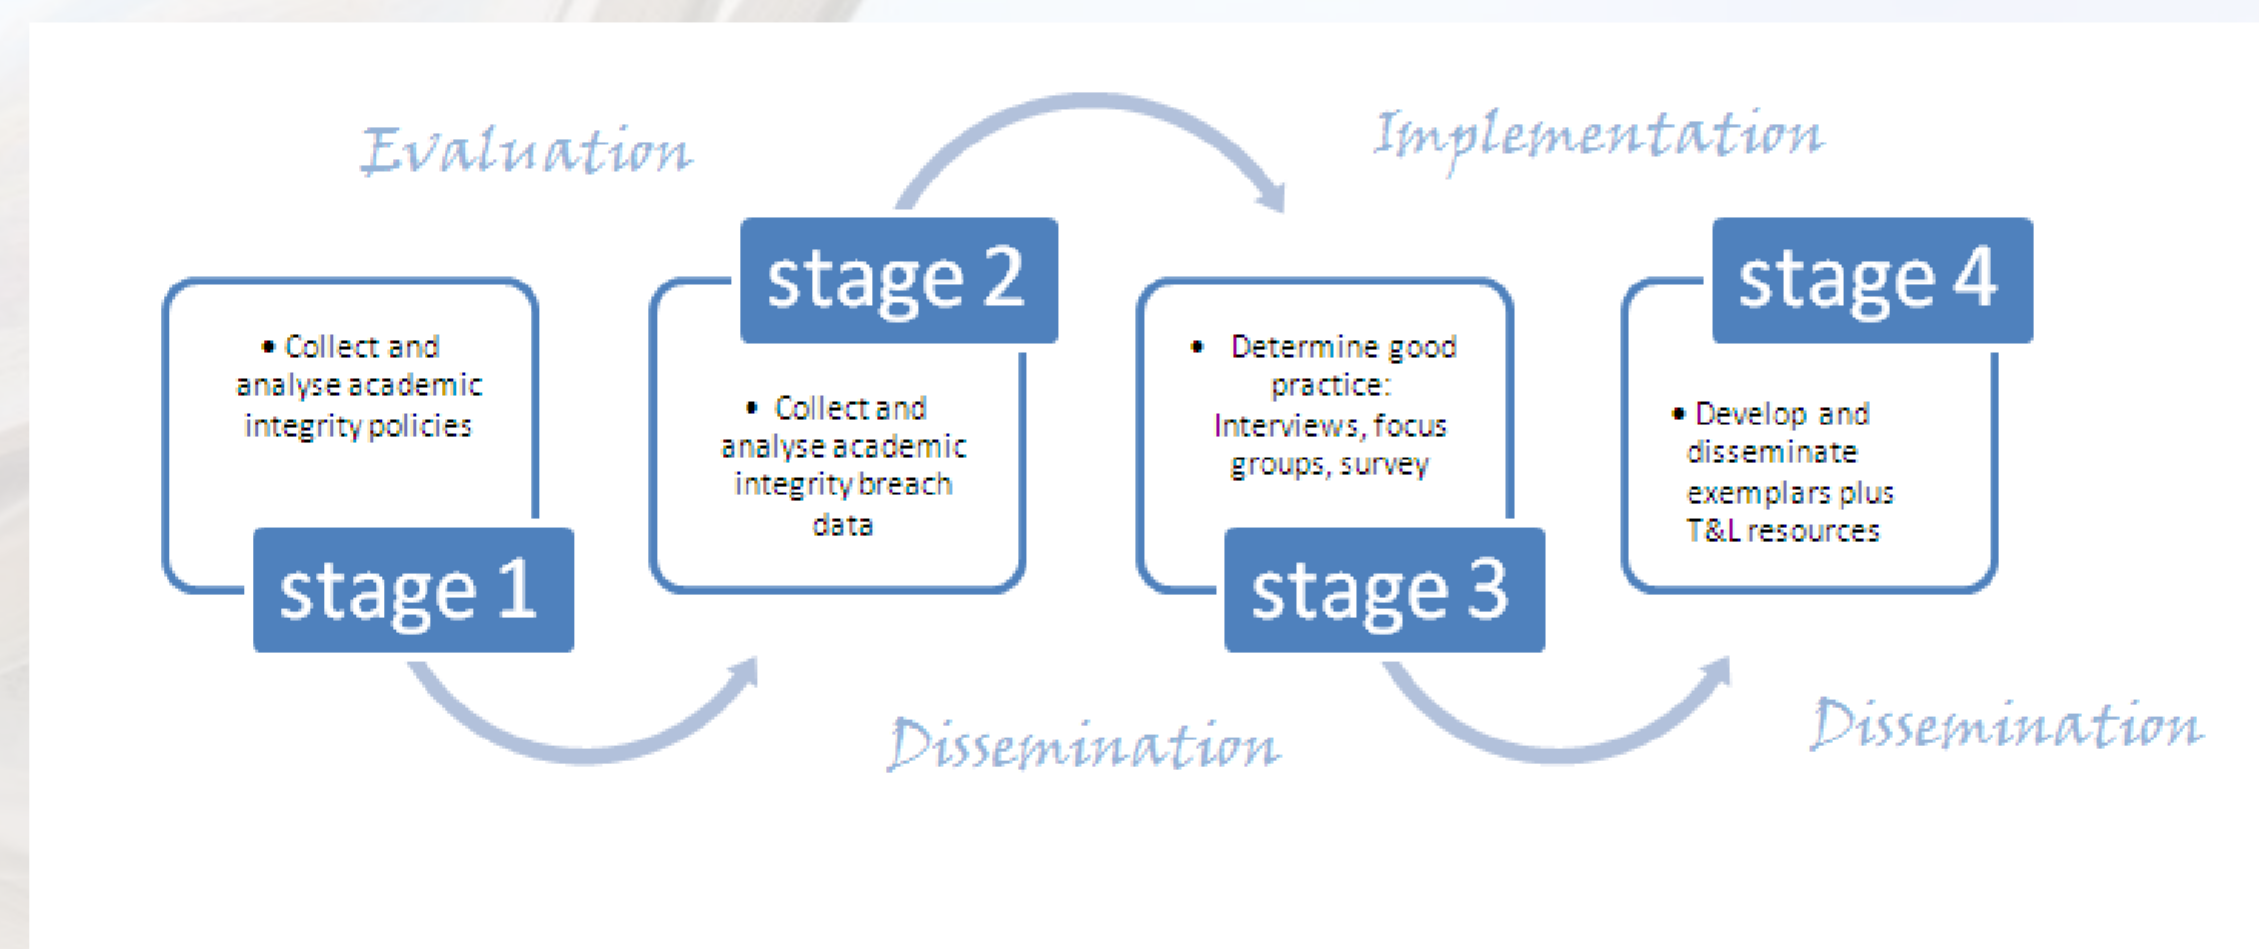 Evaluation
Implementation
• Collect and
analyse academic
integrity policies
stage 1
stage 2
• Collect and
analyse academic
integrity breach
data
• Determine good
practice:
Interviews, focus
groups, survey
stage 3
stage 4
• Develop and
disseminate
exemplars plus
T&L resources
Dissemination
Dissemination